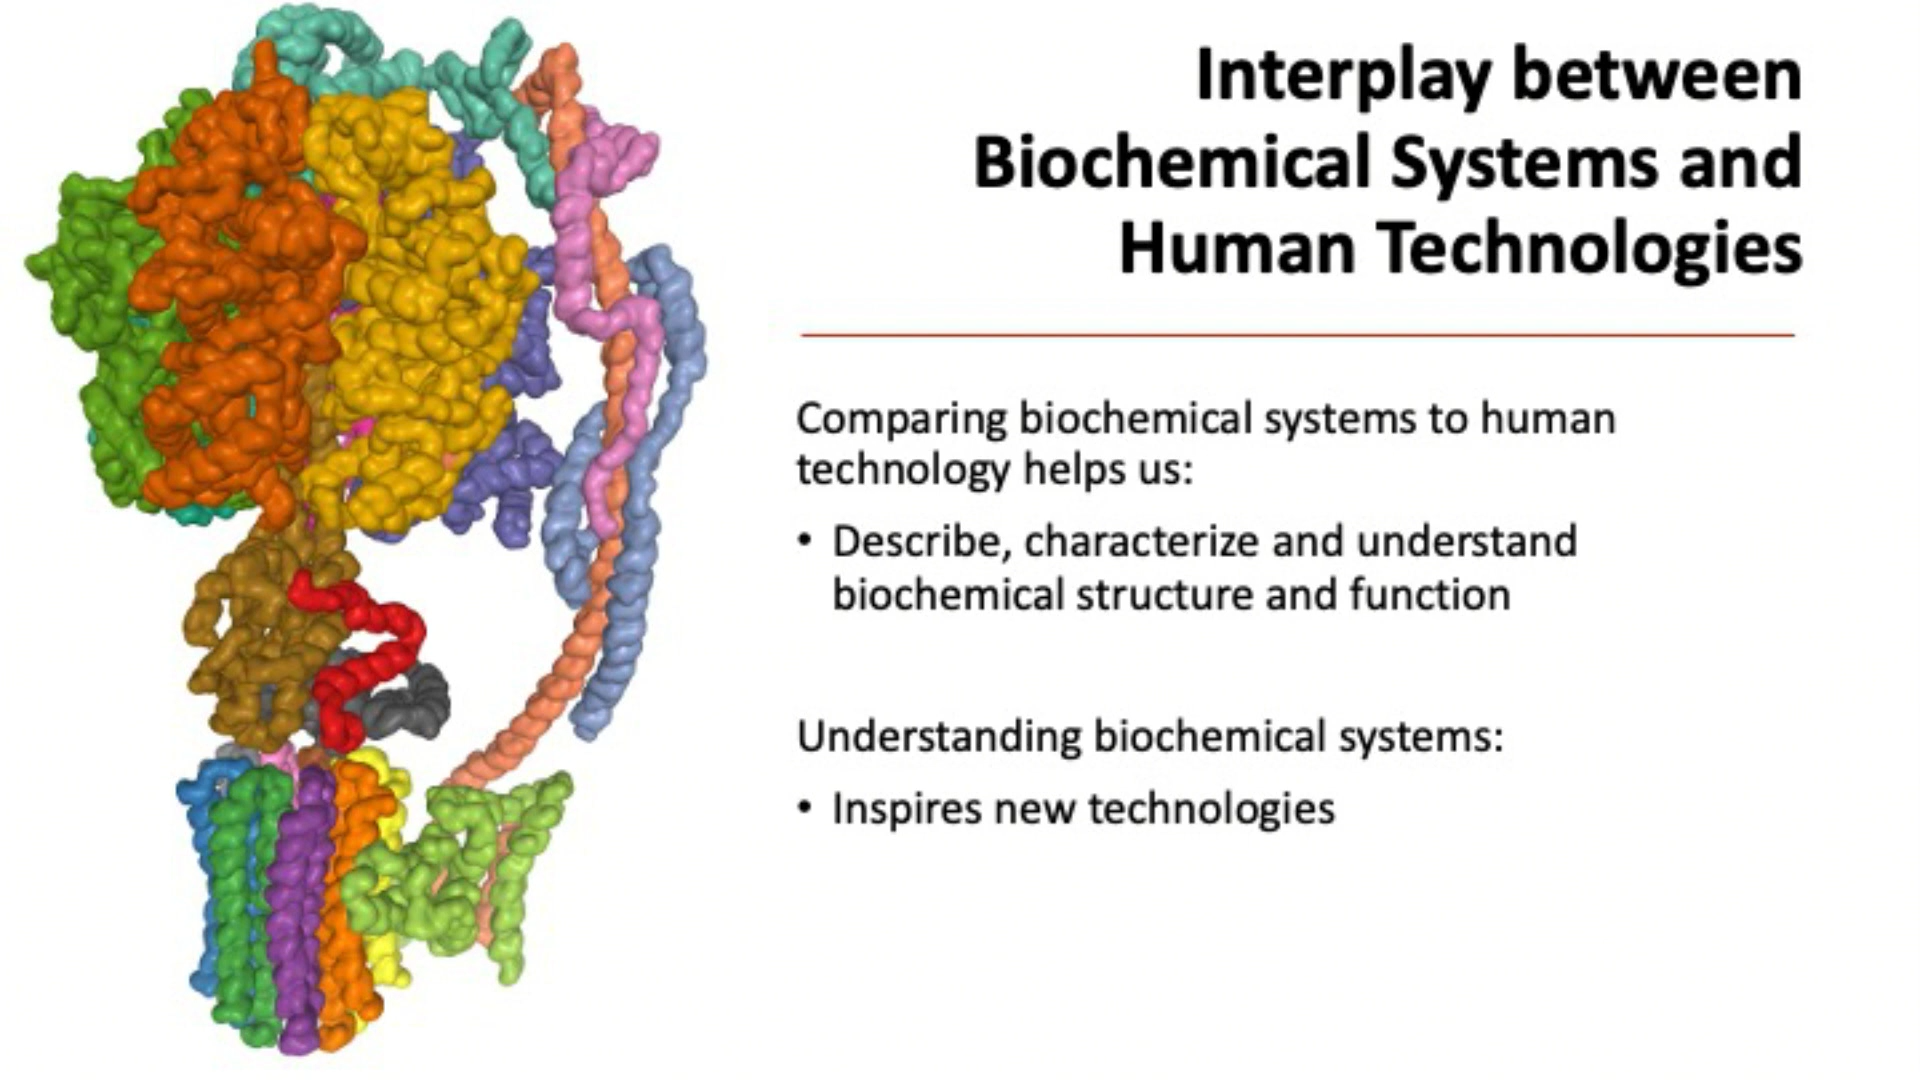 Interplay between
Biochemical Systems and
Human Technologies
Comparing biochemical systems to human
technology helps us:
• Describe, characterize and understand
biochemical structure and function
Understanding biochemical systems:
• Inspires new technologies